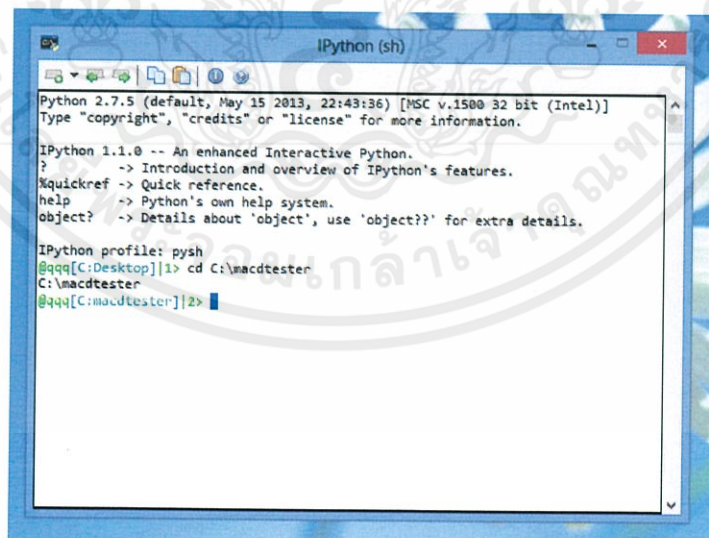 IPython (sh)
Python 2.7.5 (default, May 15 2013, 22:43:36) [MSC v.1500 32 bit (Intel)]
Type "copyright", "credits" or "license" for more information.
IPython 1.1.0 -- An enhanced Interactive Python.
?         -> Introduction and overview of IPython's features.
%quickref -> Quick reference.
help      -> Python's own help system.
object?   -> Details about 'object', use 'object??' for extra details.
IPython profile: pysh
@qqq[C:Desktop]|1> cd C:\macdtester
C:\macdtester
@qqq[C:macdtester]|2>